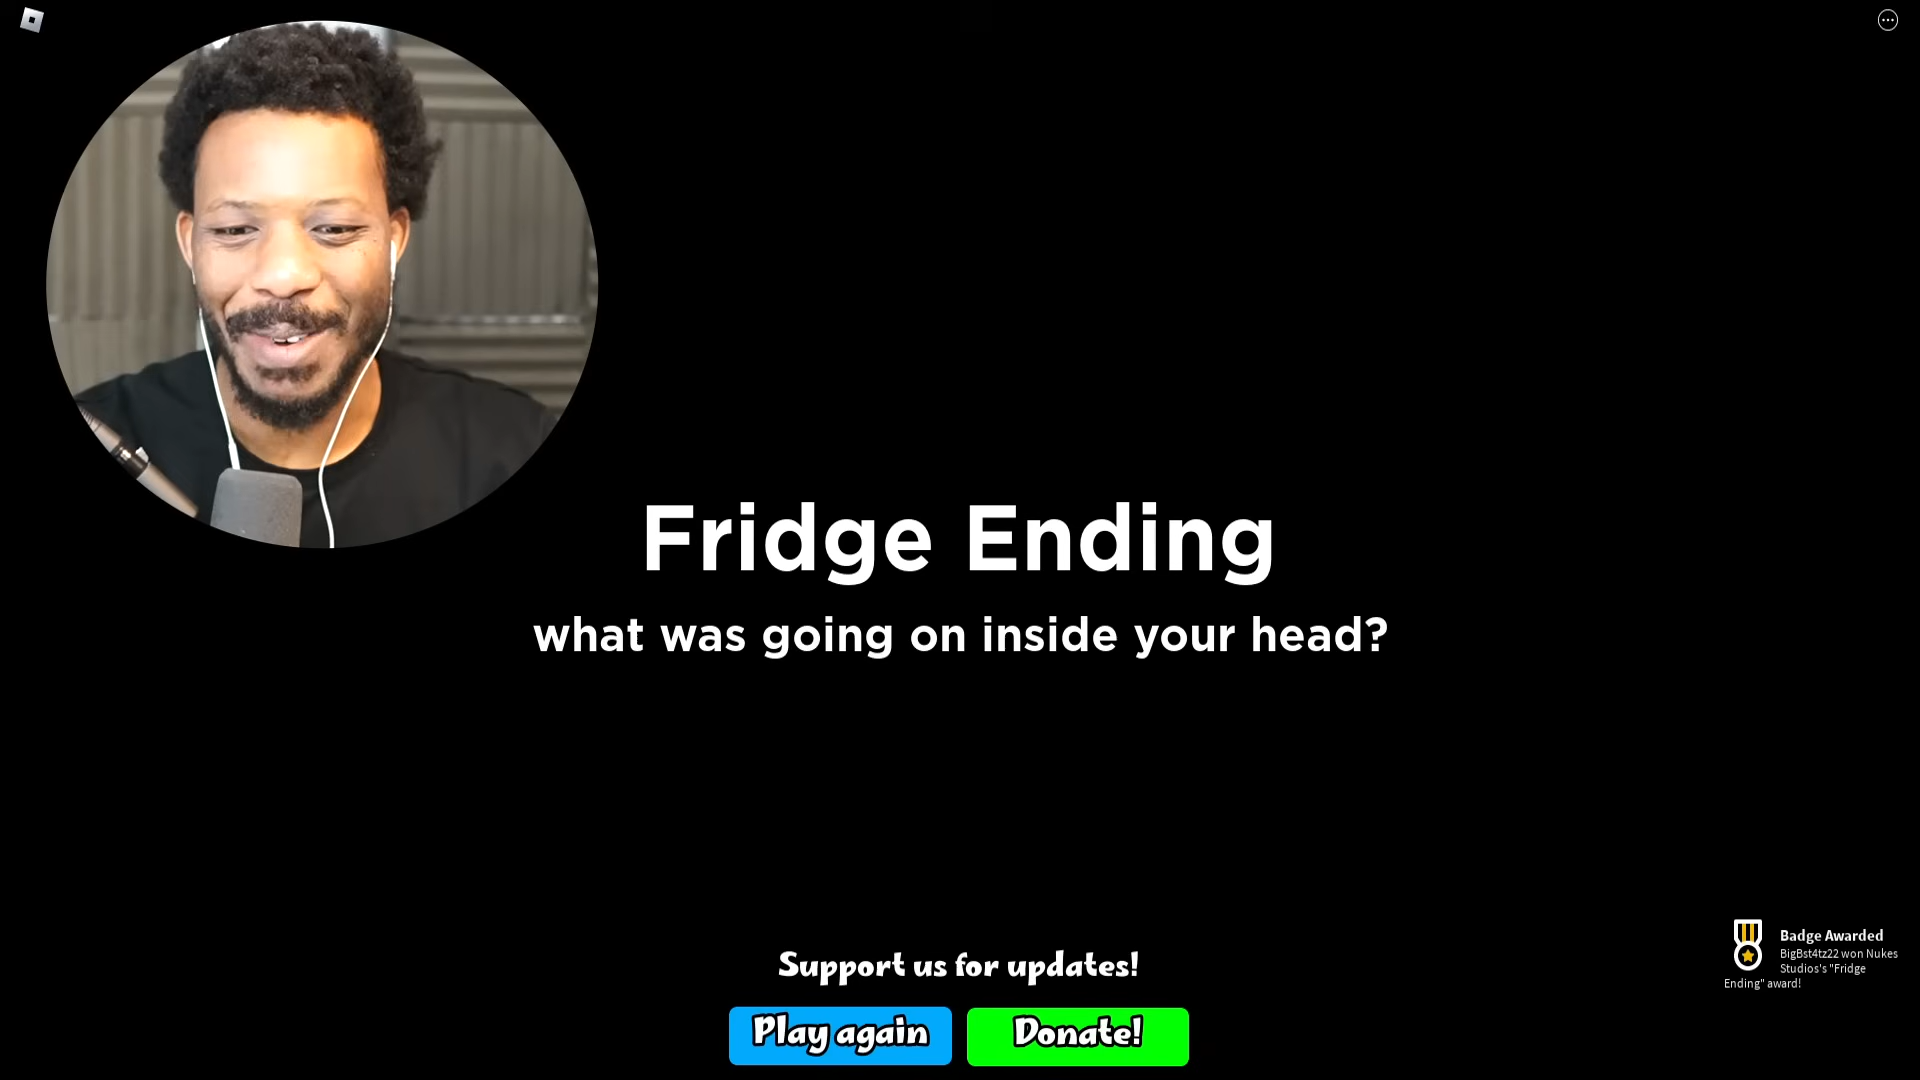 Fridge Ending
what was going on inside your head?
Support us for updates!
Play again
Donate!
Badge Awarded
BigBst4tz22 won Nukes
Studios's "Fridge
Ending" award!